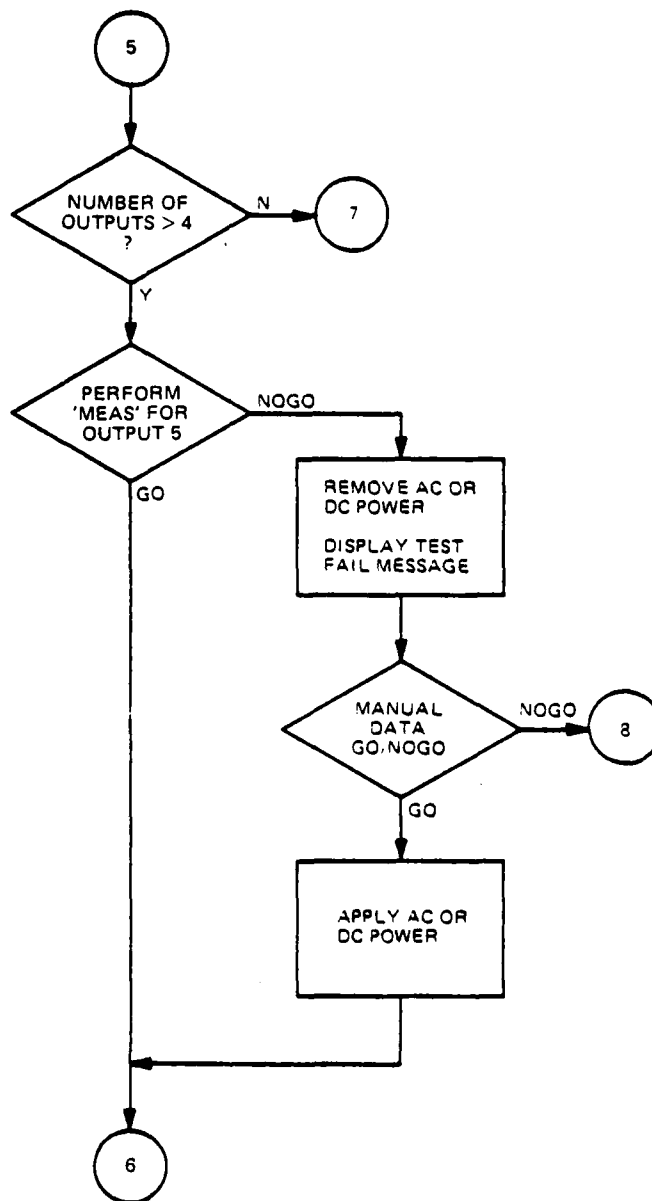 5
NUMBER OF
OUTPUTS > 4
?
N
7
Y
PERFORM
'MEAS' FOR
OUTPUT 5
NOGO
GO
REMOVE AC OR
DC POWER
DISPLAY TEST
FAIL MESSAGE
MANUAL
DATA
GO/NOGO
NOGO
8
GO
APPLY AC OR
DC POWER
6